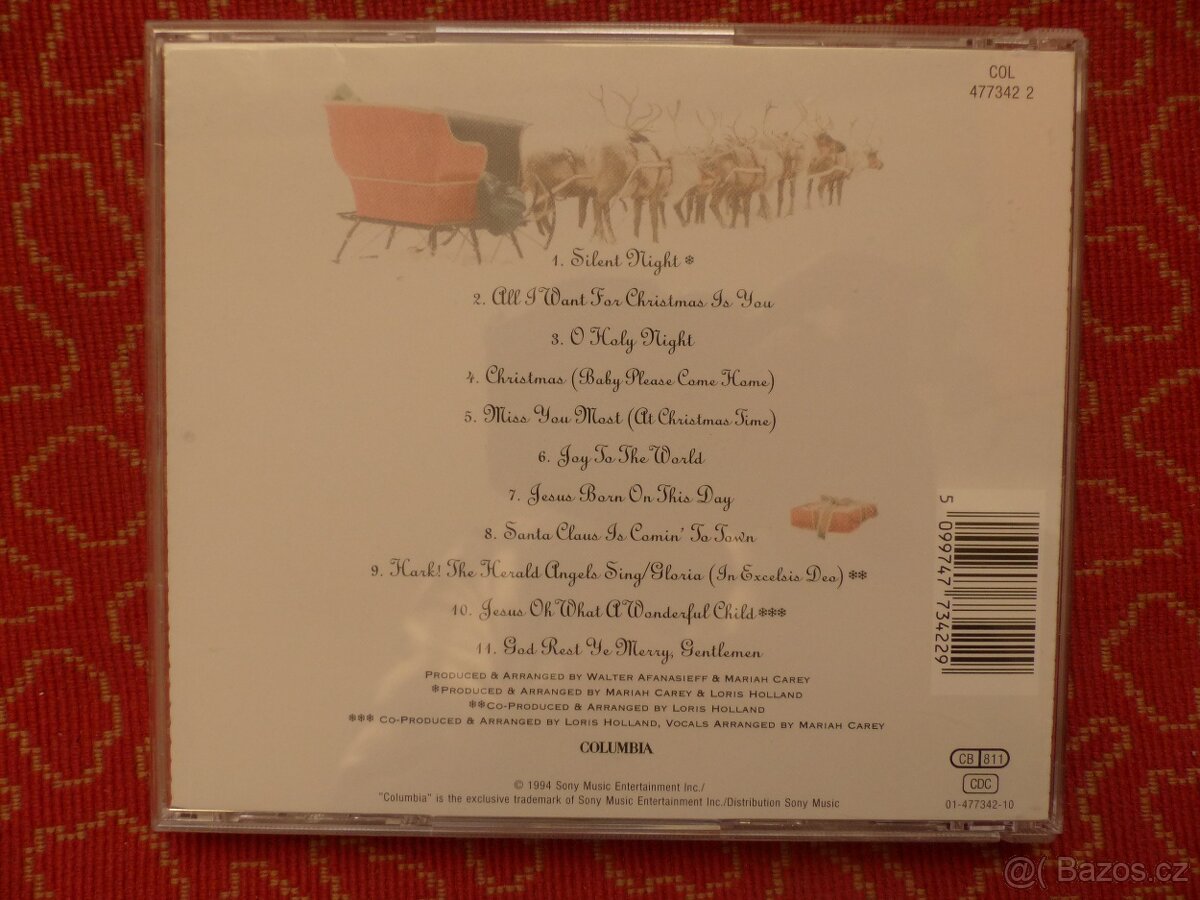 COL
477342 2
1. Silent Night *
2. All I Want For Christmas Is You
3. O Holy Night
4. Christmas (Baby Please Come Home)
5. Miss You Most (At Christmas Time)
6. Joy To The World
7. Jesus Born On This Day
8. Santa Claus Is Comin' To Town
9. Hark! The Herald Angels Sing/Gloria (In Excelsis Deo) **
10. Jesus Oh What A Wonderful Child ***
11. God Rest Ye Merry, Gentlemen
Produced & Arranged by Walter Afanasieff & Mariah Carey
*Produced & Arranged by Mariah Carey & Loris Holland
**Co-Produced & Arranged by Loris Holland
*** Co-Produced & Arranged by Loris Holland, Vocals Arranged by Mariah Carey
COLUMBIA
© 1994 Sony Music Entertainment Inc./
"Columbia" is the exclusive trademark of Sony Music Entertainment Inc./Distribution Sony Music
5 099747 734229
CB 811
CDC
01-477342-10
@( Bazos.cz